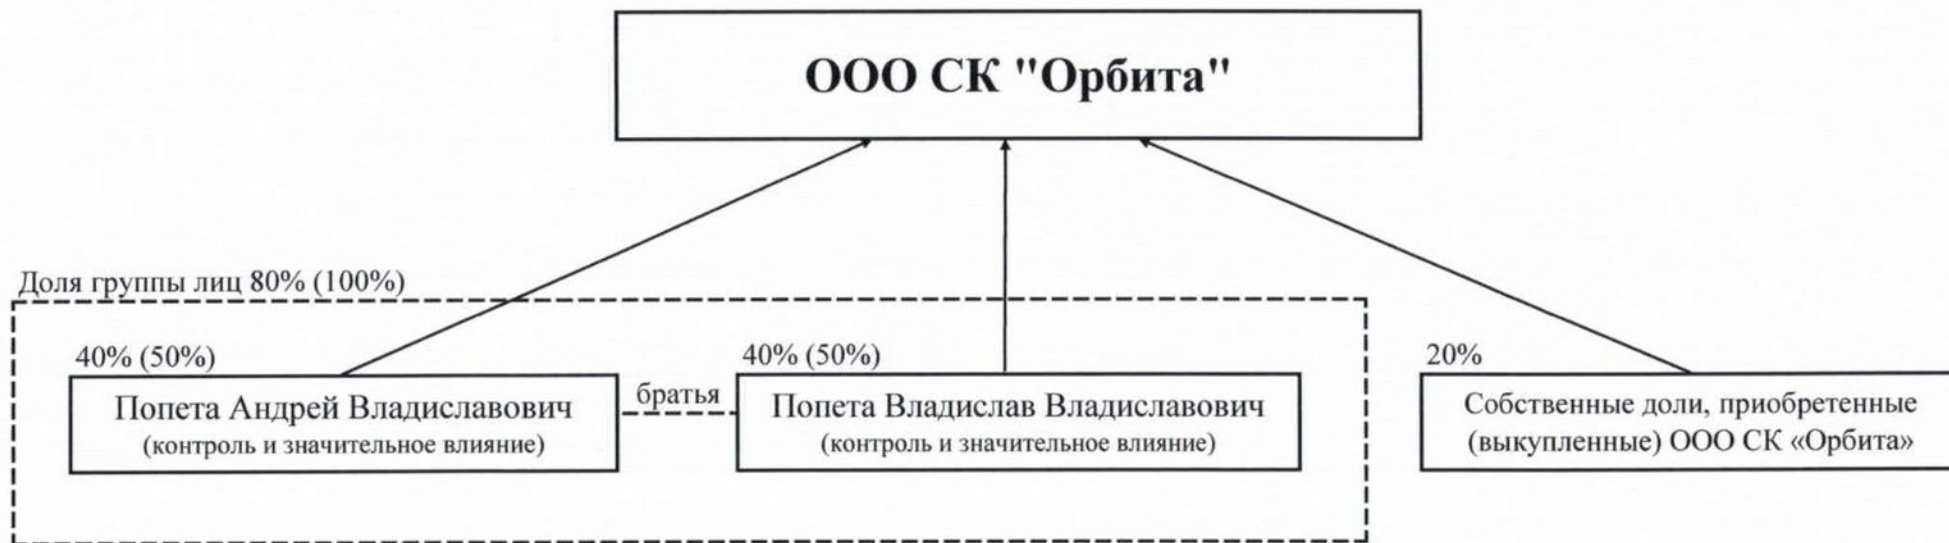 ООО СК "Орбита"
Доля группы лиц 80% (100%)
40% (50%)
40% (50%)
20%
Попета Андрей Владиславович
(контроль и значительное влияние)
братья
Попета Владислав Владиславович
(контроль и значительное влияние)
Собственные доли, приобретенные
(выкупленные) ООО СК «Орбита»